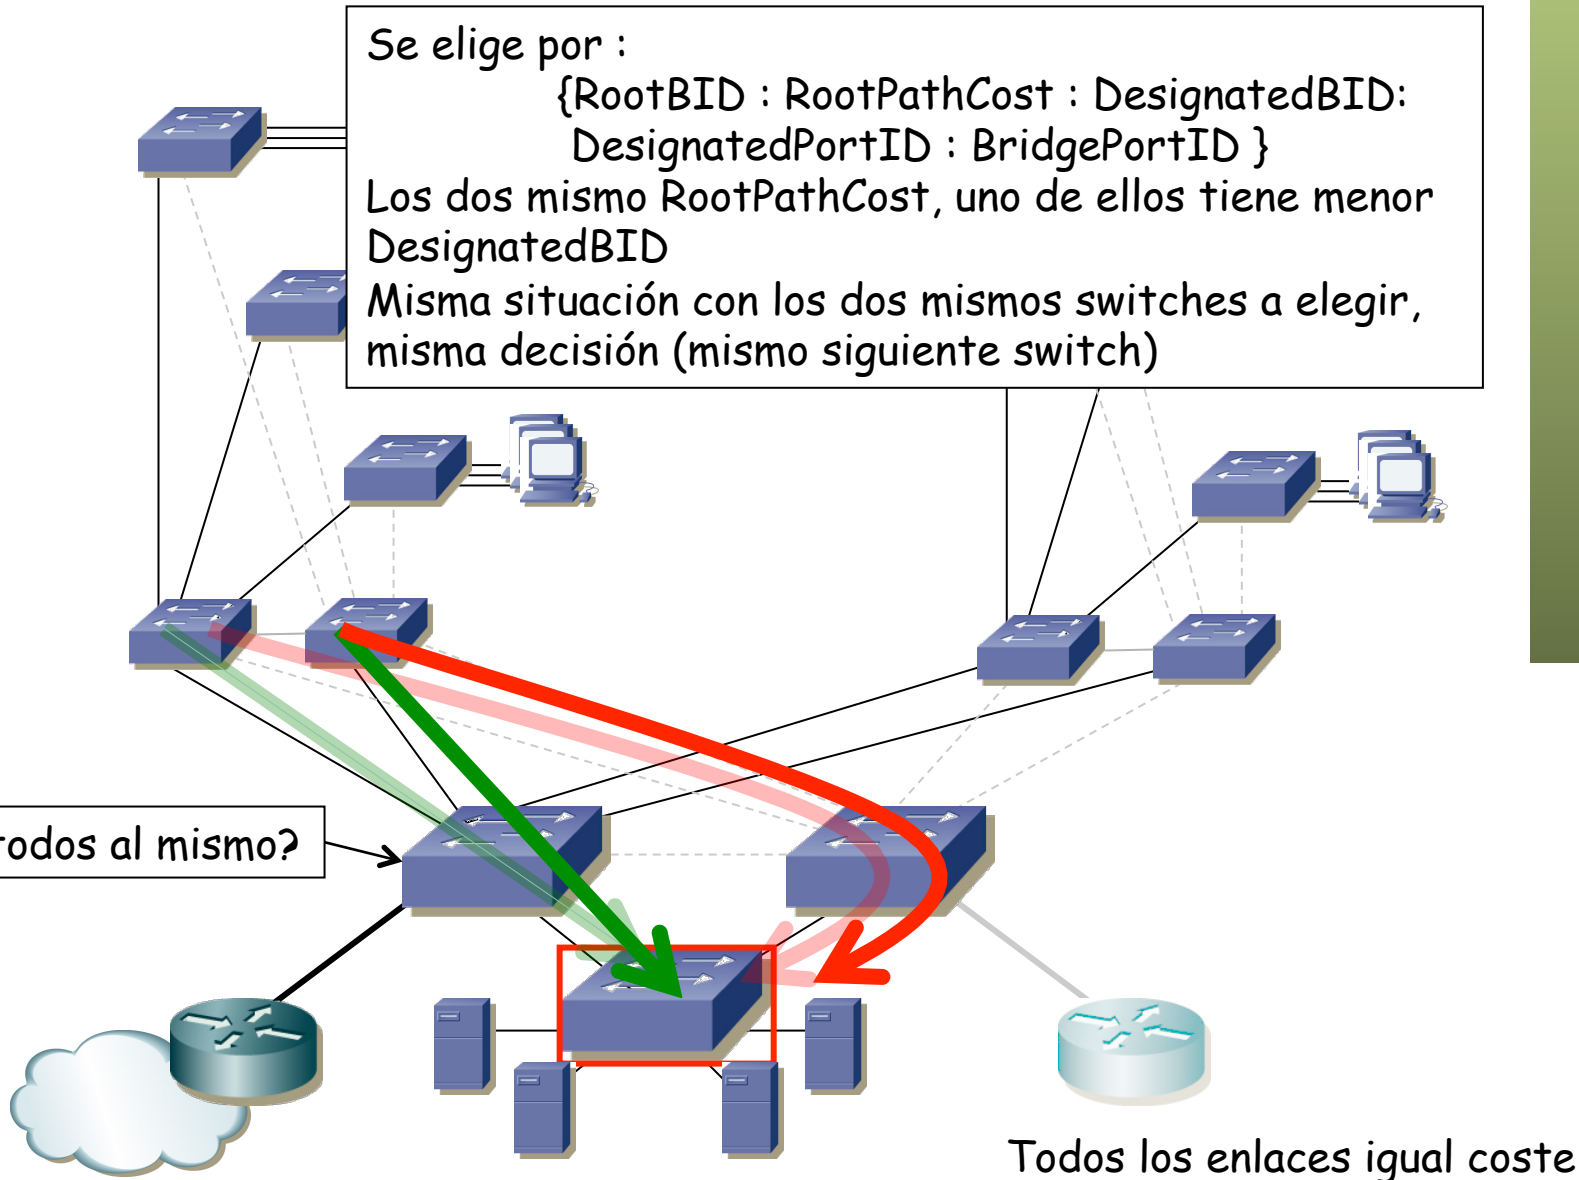 Se elige por :
{RootBID : RootPathCost : DesignatedBID:
DesignatedPortID : BridgePortID }
Los dos mismo RootPathCost, uno de ellos tiene menor
DesignatedBID
Misma situación con los dos mismos switches a elegir,
misma decisión (mismo siguiente switch)
al mismo?
Todos los enlaces igual coste